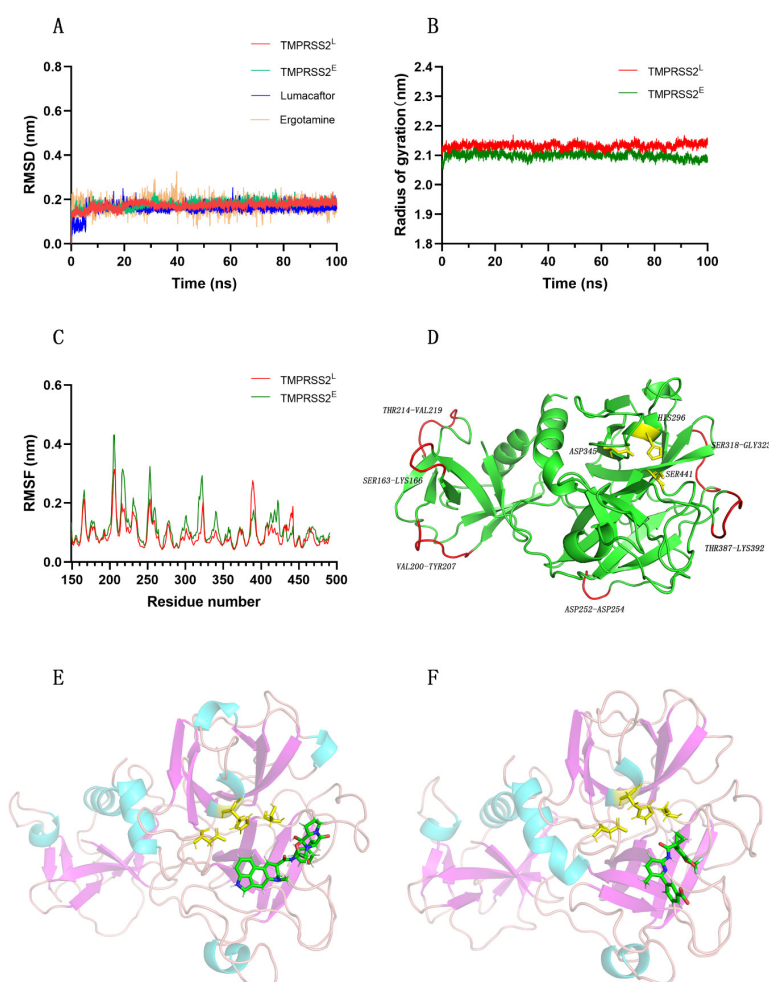 A
TMPRSS2L
TMPRSS2E
Lumacaftor
Ergotamine
RMSD (nm)
0.8
0.6
0.4
0.2
0.0
0 20 40 60 80 100
Time (ns)
B
TMPRSS2L
TMPRSS2E
Radius of gyration (nm)
2.4
2.3
2.2
2.1
2.0
1.9
1.8
0 20 40 60 80 100
Time (ns)
C
TMPRSS2L
TMPRSS2E
RMSF (nm)
0.6
0.4
0.2
0.0
150 200 250 300 350 400 450 500
Residue number
D
THR214-VAL219
HIS296
ASP345
SER318-GLY323
SER441
SER163-LYS166
THR387-LYS392
VAL200-TYR207
ASP252-ASP254
E
F